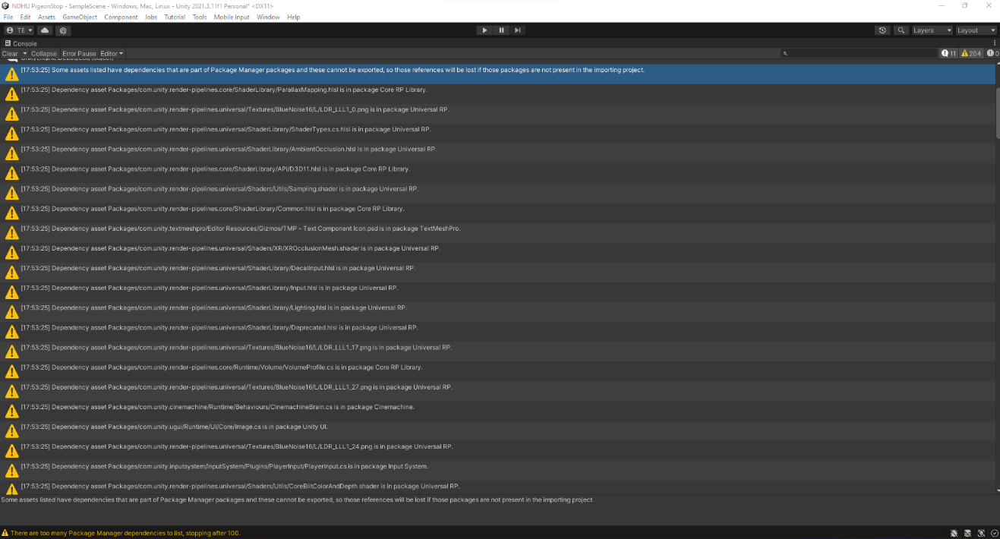 NDHU PigeonStop - SampleScene - Windows, Mac, Linux - Unity 2021.3.11f1 Personal* <DX11>
File Edit Assets GameObject Component Jobs Tutorial Tools Mobile Input Window Help
TE Layers Layout
Console
Clear Collapse Error Pause Editor 11 204 0
[17:53:25] Some assets listed have dependencies that are part of Package Manager packages and these cannot be exported, so those references will be lost if those packages are not present in the importing project.
[17:53:25] Dependency asset Packages/com.unity.render-pipelines.core/ShaderLibrary/ParallaxMapping.hlsl is in package Core RP Library.
[17:53:25] Dependency asset Packages/com.unity.render-pipelines.universal/Textures/BlueNoise16/L/LDR_LLL1_0.png is in package Universal RP.
[17:53:25] Dependency asset Packages/com.unity.render-pipelines.universal/ShaderLibrary/ShaderTypes.cs.hlsl is in package Universal RP.
[17:53:25] Dependency asset Packages/com.unity.render-pipelines.universal/ShaderLibrary/AmbientOcclusion.hlsl is in package Universal RP.
[17:53:25] Dependency asset Packages/com.unity.render-pipelines.core/ShaderLibrary/API/D3D11.hlsl is in package Core RP Library.
[17:53:25] Dependency asset Packages/com.unity.render-pipelines.universal/Shaders/Utils/Sampling.shader is in package Universal RP.
[17:53:25] Dependency asset Packages/com.unity.render-pipelines.core/ShaderLibrary/Common.hlsl is in package Core RP Library.
[17:53:25] Dependency asset Packages/com.unity.textmeshpro/Editor Resources/Gizmos/TMP - Text Component Icon.psd is in package TextMeshPro.
[17:53:25] Dependency asset Packages/com.unity.render-pipelines.universal/Shaders/XR/XROcclusionMesh.shader is in package Universal RP.
[17:53:25] Dependency asset Packages/com.unity.render-pipelines.universal/ShaderLibrary/DecalInput.hlsl is in package Universal RP.
[17:53:25] Dependency asset Packages/com.unity.render-pipelines.universal/ShaderLibrary/Input.hlsl is in package Universal RP.
[17:53:25] Dependency asset Packages/com.unity.render-pipelines.universal/ShaderLibrary/Lighting.hlsl is in package Universal RP.
[17:53:25] Dependency asset Packages/com.unity.render-pipelines.universal/ShaderLibrary/Deprecated.hlsl is in package Universal RP.
[17:53:25] Dependency asset Packages/com.unity.render-pipelines.universal/Textures/BlueNoise16/L/LDR_LLL1_17.png is in package Universal RP.
[17:53:25] Dependency asset Packages/com.unity.render-pipelines.core/Runtime/Volume/VolumeProfile.cs is in package Core RP Library.
[17:53:25] Dependency asset Packages/com.unity.render-pipelines.universal/Textures/BlueNoise16/L/LDR_LLL1_27.png is in package Universal RP.
[17:53:25] Dependency asset Packages/com.unity.cinemachine/Runtime/Behaviours/CinemachineBrain.cs is in package Cinemachine.
[17:53:25] Dependency asset Packages/com.unity.ugui/Runtime/UI/Core/Image.cs is in package Unity UI.
[17:53:25] Dependency asset Packages/com.unity.render-pipelines.universal/Textures/BlueNoise16/L/LDR_LLL1_24.png is in package Universal RP.
[17:53:25] Dependency asset Packages/com.unity.inputsystem/InputSystem/Plugins/PlayerInput/PlayerInput.cs is in package Input System.
[17:53:25] Dependency asset Packages/com.unity.render-pipelines.universal/Shaders/Utils/CoreBlitColorAndDepth.shader is in package Universal RP.
Some assets listed have dependencies that are part of Package Manager packages and these cannot be exported, so those references will be lost if those packages are not present in the importing project.
There are too many Package Manager dependencies to list, stopping after 100.